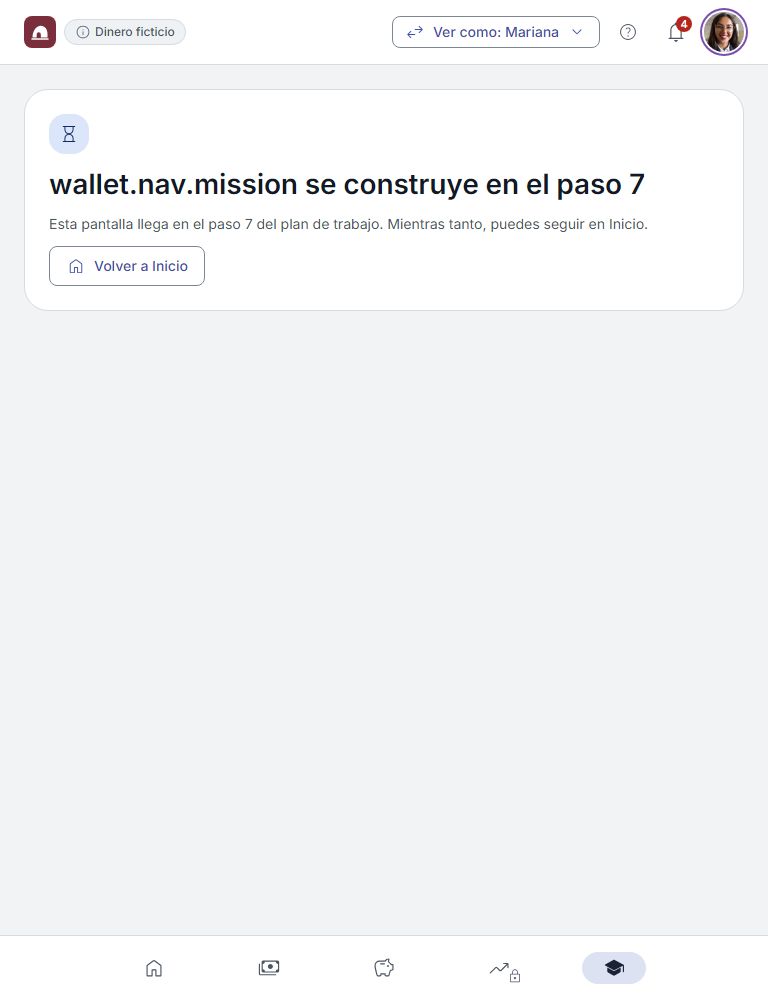 Dinero ficticio
Ver como: Mariana
4
wallet.nav.mission se construye en el paso 7
Esta pantalla llega en el paso 7 del plan de trabajo. Mientras tanto, puedes seguir en Inicio.
Volver a Inicio